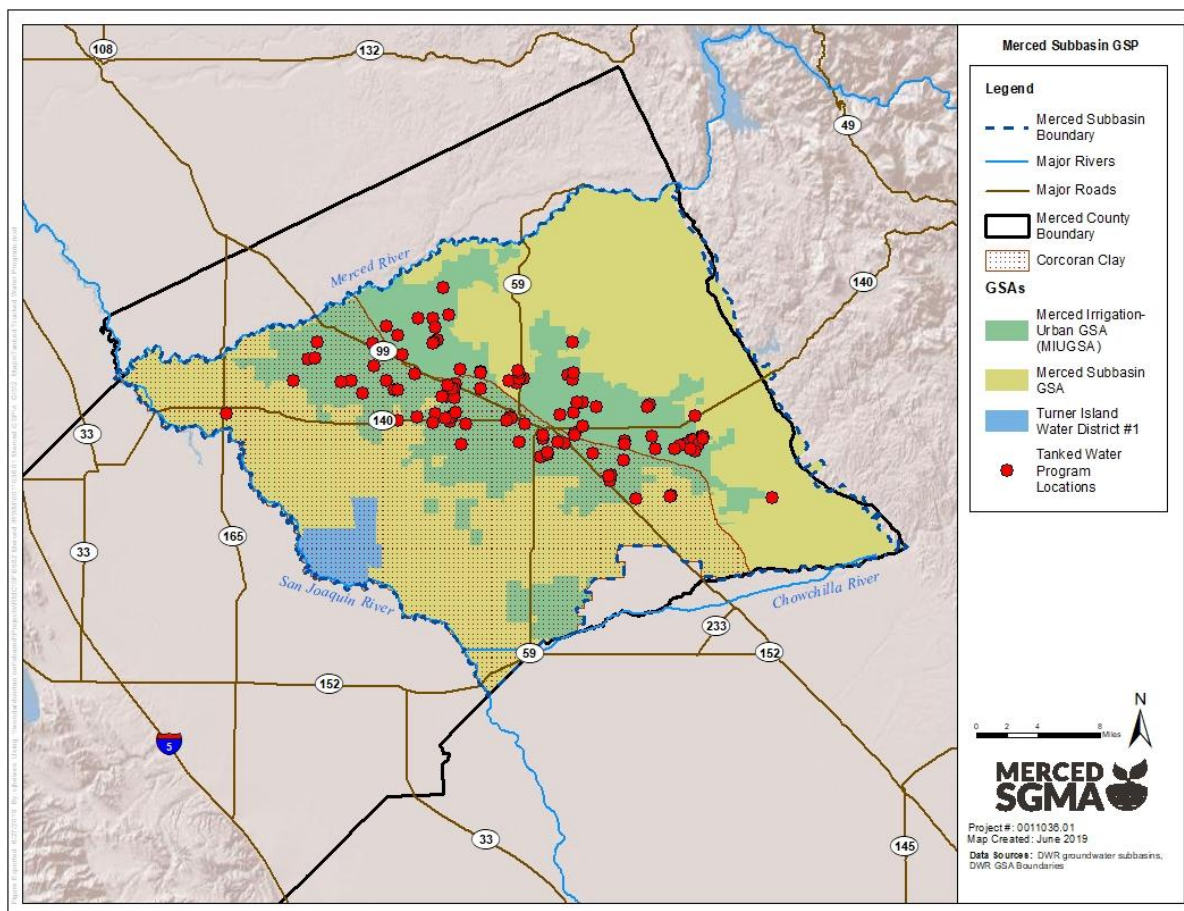 Merced Subbasin GSP
Legend
Merced Subbasin
Boundary
Major Rivers
Major Roads
Merced County
Boundary
Corcoran Clay
GSAs
Merced Irrigation-
Urban GSA
(MIUGSA)
Merced Subbasin
GSA
Turner Island
Water District #1
Tanked Water
Program
Locations
108
132
49
Merced River
59
140
99
140
33
165
33
San Joaquin River
Chowchilla River
233
59
152
152
5
33
145
N
0 2 4 8
Miles
MERCED
SGMA
Project #: 0011036.01
Map Created: June 2019
Data Sources: DWR groundwater subbasins,
DWR GSA Boundaries